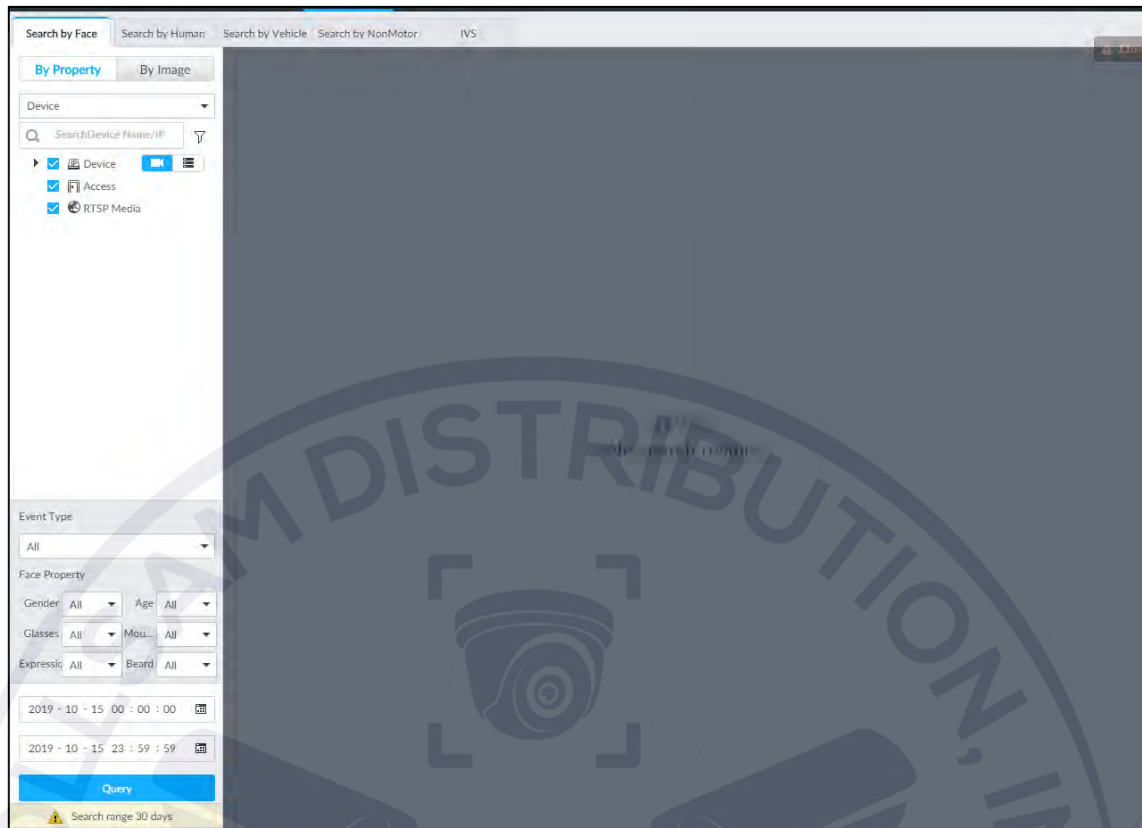 Search by Face Search by Human Search by Vehicle Search by NonMotor IVS
By Property By Image
Device
SearchDevice Name/IP
Device
Access
RTSP Media
Event Type
All
Face Property
Gender All Age All
Glasses All Mou... All
Expressic All Beard All
2019 - 10 - 15 00 : 00 : 00
2019 - 10 - 15 23 : 59 : 59
Query
Search range 30 days
SAM DISTRIBUTION, IN